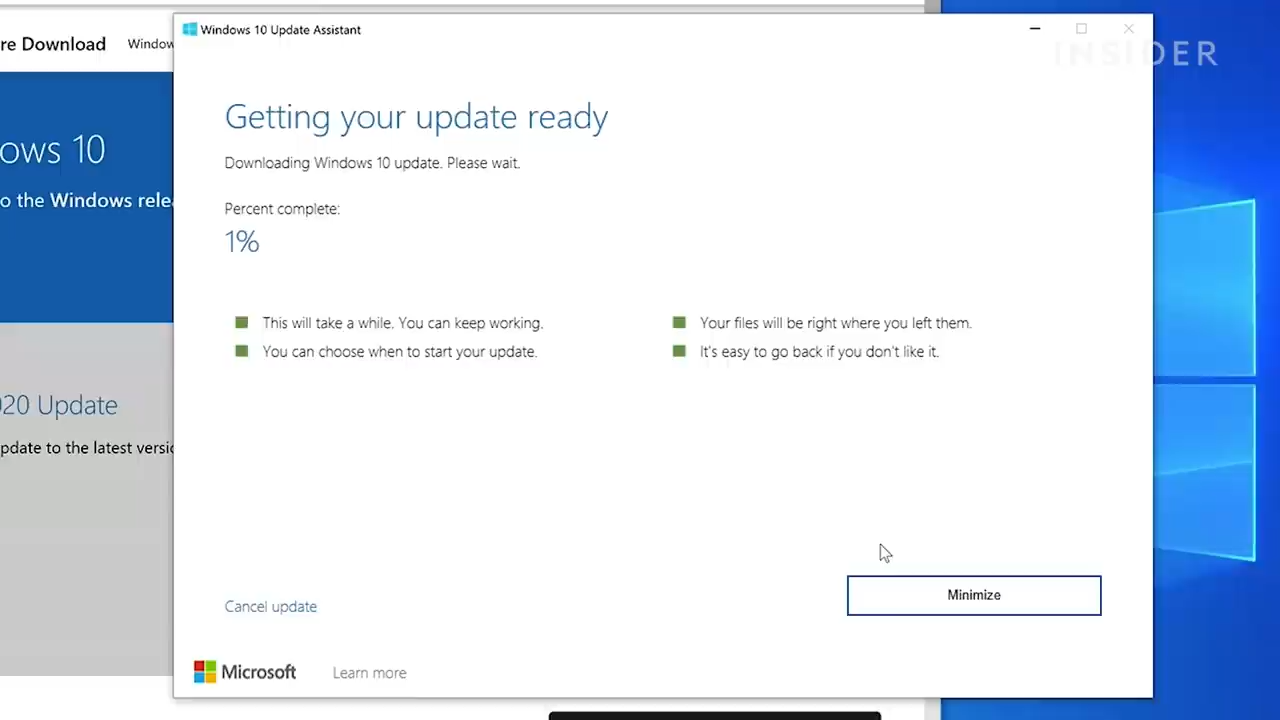 Windows 10 Update Assistant
INSIDER
re Download Window
ows 10
o the Windows relea
020 Update
pdate to the latest versio
Getting your update ready
Downloading Windows 10 update. Please wait.
Percent complete:
1%
This will take a while. You can keep working.
You can choose when to start your update.
Your files will be right where you left them.
It's easy to go back if you don't like it.
Cancel update
Minimize
Microsoft Learn more